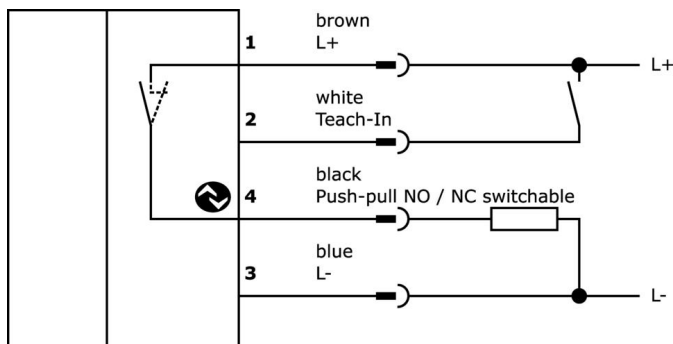 brown
1 L+
L+
white
2 Teach-In
black
4 Push-pull NO / NC switchable
blue
3 L-
L-